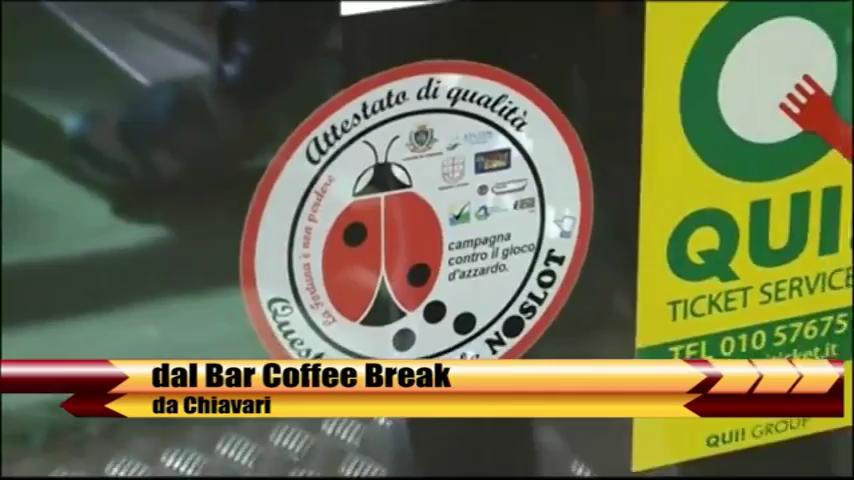 Attestato di qualità
La Fortuna è non perdere
campagna
contro il gioco
d'azzardo.
Quest
NOSLOT
QUI!
TICKET SERVICE
TEL 010 57675
QUI! GROUP
dal Bar Coffee Break
da Chiavari